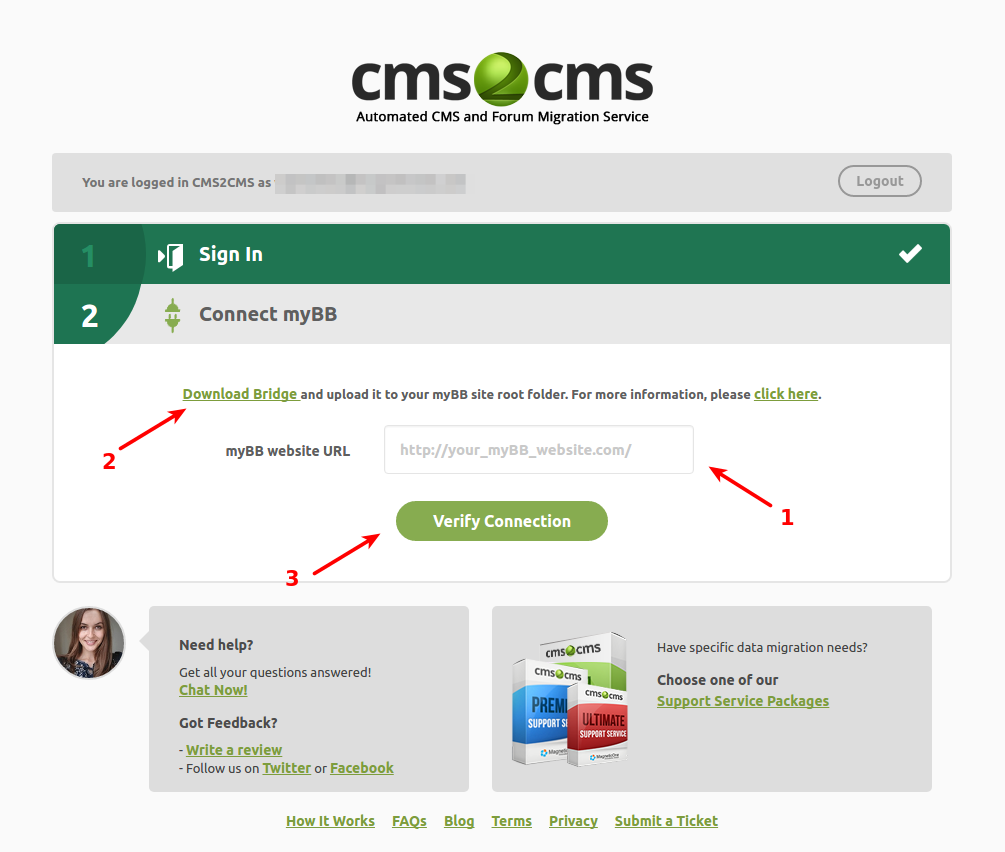 cms2cms
Automated CMS and Forum Migration Service
You are logged in CMS2CMS as
Logout
1
Sign In
2
Connect myBB
Download Bridge and upload it to your myBB site root folder. For more information, please click here.
2
myBB website URL
http://your_myBB_website.com/
1
Verify Connection
3
Need help?
Get all your questions answered!
Chat Now!
Got Feedback?
- Write a review
- Follow us on Twitter or Facebook
cms2cms
cms2cms
PREMI
SUPPORT SE
cms2cms
ULTIMATE
SUPPORT SERVICE
MagneticOne
Have specific data migration needs?
Choose one of our
Support Service Packages
How It Works FAQs Blog Terms Privacy Submit a Ticket